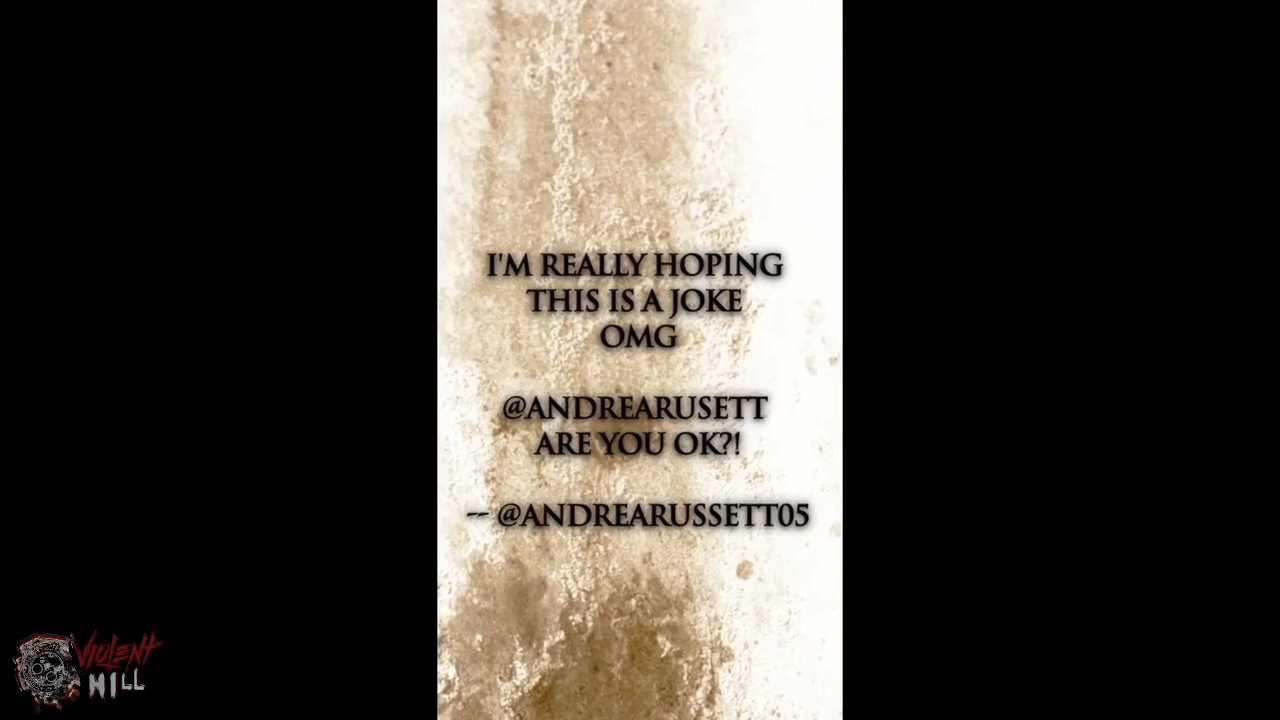 I'M REALLY HOPING
THIS IS A JOKE
OMG
@ANDREARUSETT
ARE YOU OK?!
-- @ANDREARUSSETT05
VIOLENT
HILL